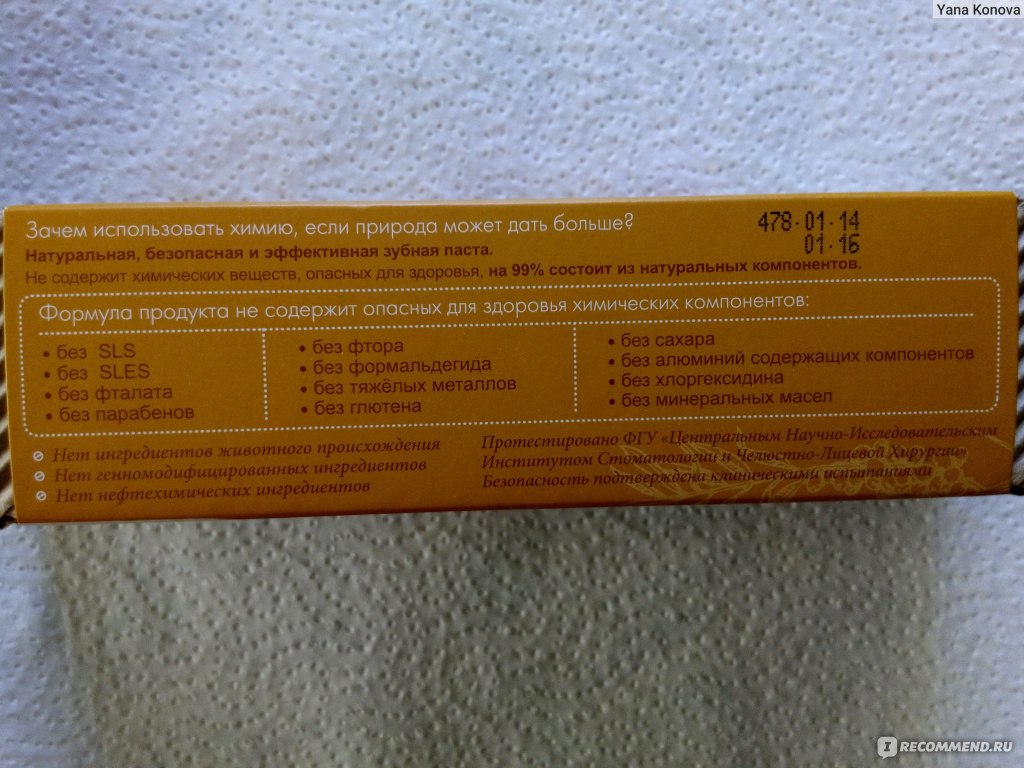 Yana Konova
Зачем использовать химию, если природа может дать больше?
478·01·14
01·16
Натуральная, безопасная и эффективная зубная паста.
Не содержит химических веществ, опасных для здоровья, на 99% состоит из натуральных компонентов.
Формула продукта не содержит опасных для здоровья химических компонентов:
• без SLS
• без SLES
• без фталата
• без парабенов
• без фтора
• без формальдегида
• без тяжёлых металлов
• без глютена
• без сахара
• без алюминий содержащих компонентов
• без хлоргексидина
• без минеральных масел
Нет ингредиентов животного происхождения
Нет генномодифицированных ингредиентов
Нет нефтехимических ингредиентов
Протестировано ФГУ «Центральным Научно-Исследовательским
Институтом Стоматологии и Челюстно-Лицевой Хирургии»
Безопасность подтверждена клиническими испытаниями
I RECOMMEND.RU